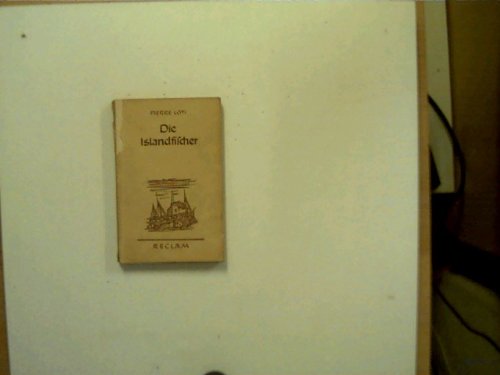 PIERRE LOTI
Die
Islandfischer
RECLAM